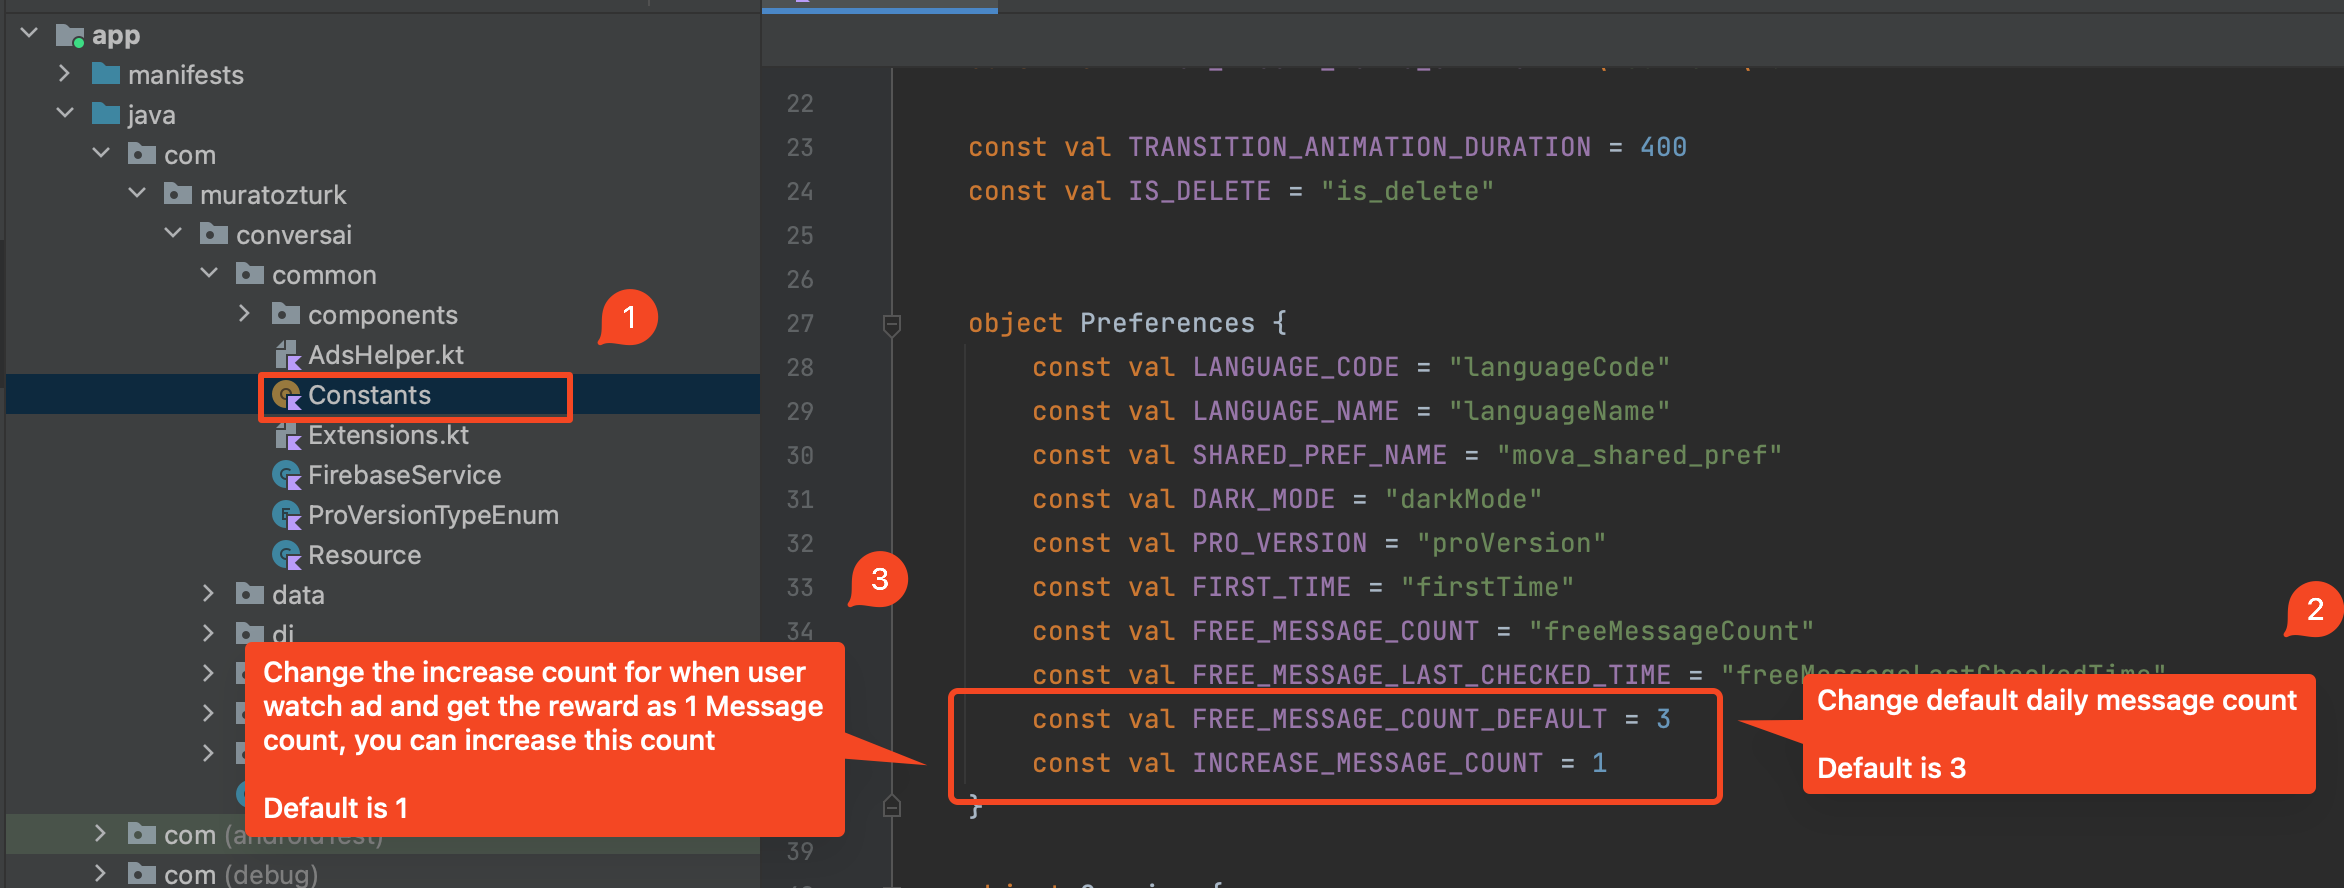 app
manifests
java
com
muratozturk
conversai
common
components
AdsHelper.kt
Constants
Extensions.kt
FirebaseService
ProVersionTypeEnum
Resource
data
di
com (androidTest)
com (debug)
1
3
Change the increase count for when user
watch ad and get the reward as 1 Message
count, you can increase this count
Default is 1
22
23 const val TRANSITION_ANIMATION_DURATION = 400
24 const val IS_DELETE = "is_delete"
25
26
27 object Preferences {
28 const val LANGUAGE_CODE = "languageCode"
29 const val LANGUAGE_NAME = "languageName"
30 const val SHARED_PREF_NAME = "mova_shared_pref"
31 const val DARK_MODE = "darkMode"
32 const val PRO_VERSION = "proVersion"
33 const val FIRST_TIME = "firstTime"
34 const val FREE_MESSAGE_COUNT = "freeMessageCount"
const val FREE_MESSAGE_LAST_CHECKED_TIME = "freeMessageLastCheckedTime"
const val FREE_MESSAGE_COUNT_DEFAULT = 3
const val INCREASE_MESSAGE_COUNT = 1
}
39
2
Change default daily message count
Default is 3